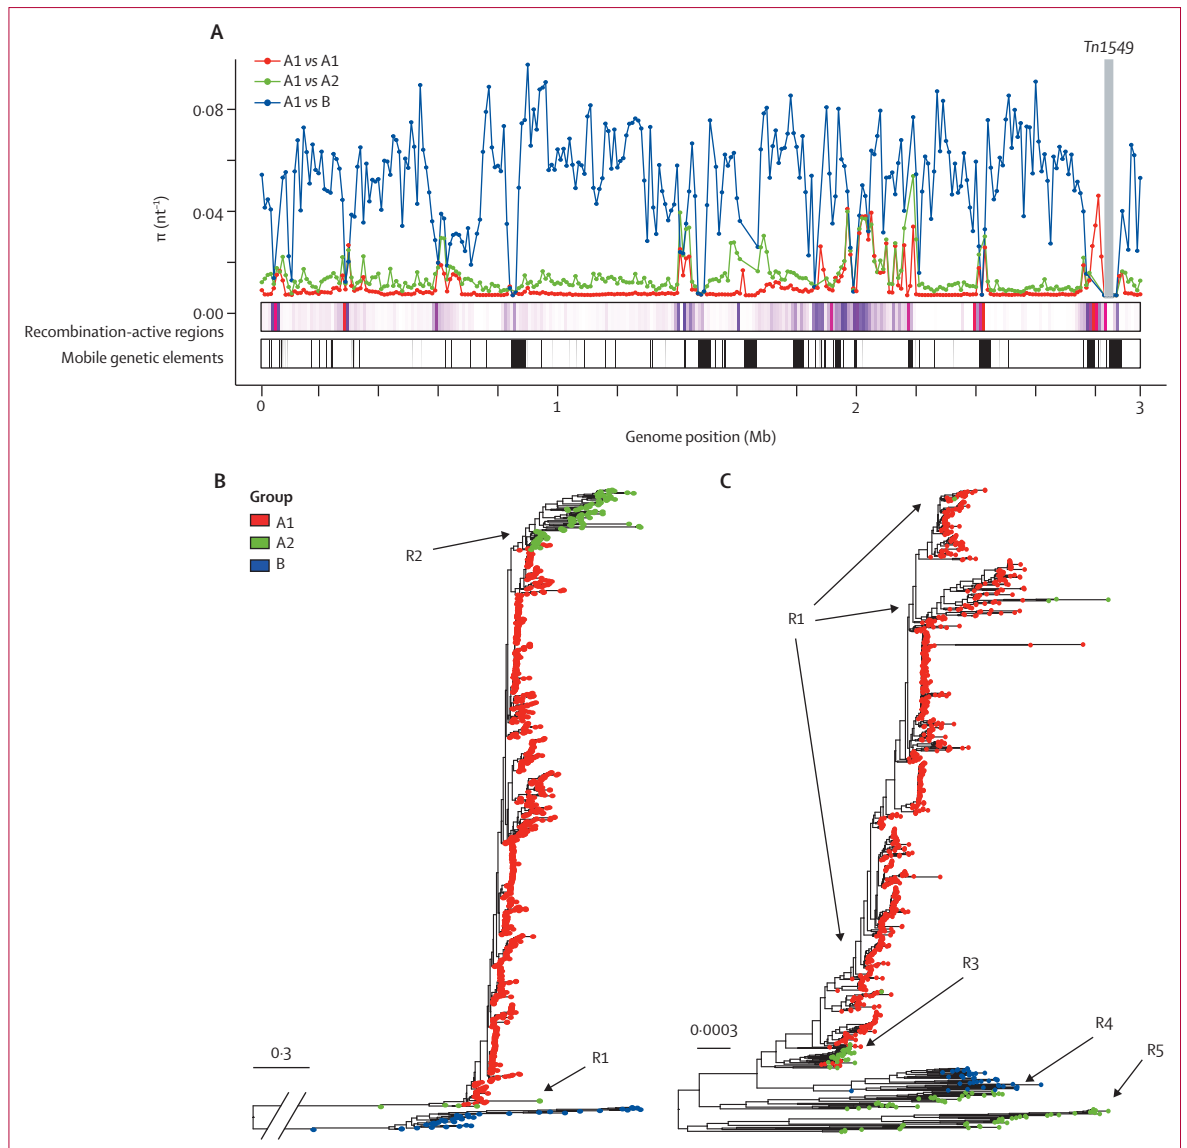 A
Tn1549
A1 vs A1
A1 vs A2
A1 vs B
0·08
0·04
0·00
π (nt⁻¹)
Recombination-active regions
Mobile genetic elements
0 1 2 3
Genome position (Mb)
B
Group
A1
A2
B
R2
0·3
R1
C
R1
R3
0·0003
R4
R5